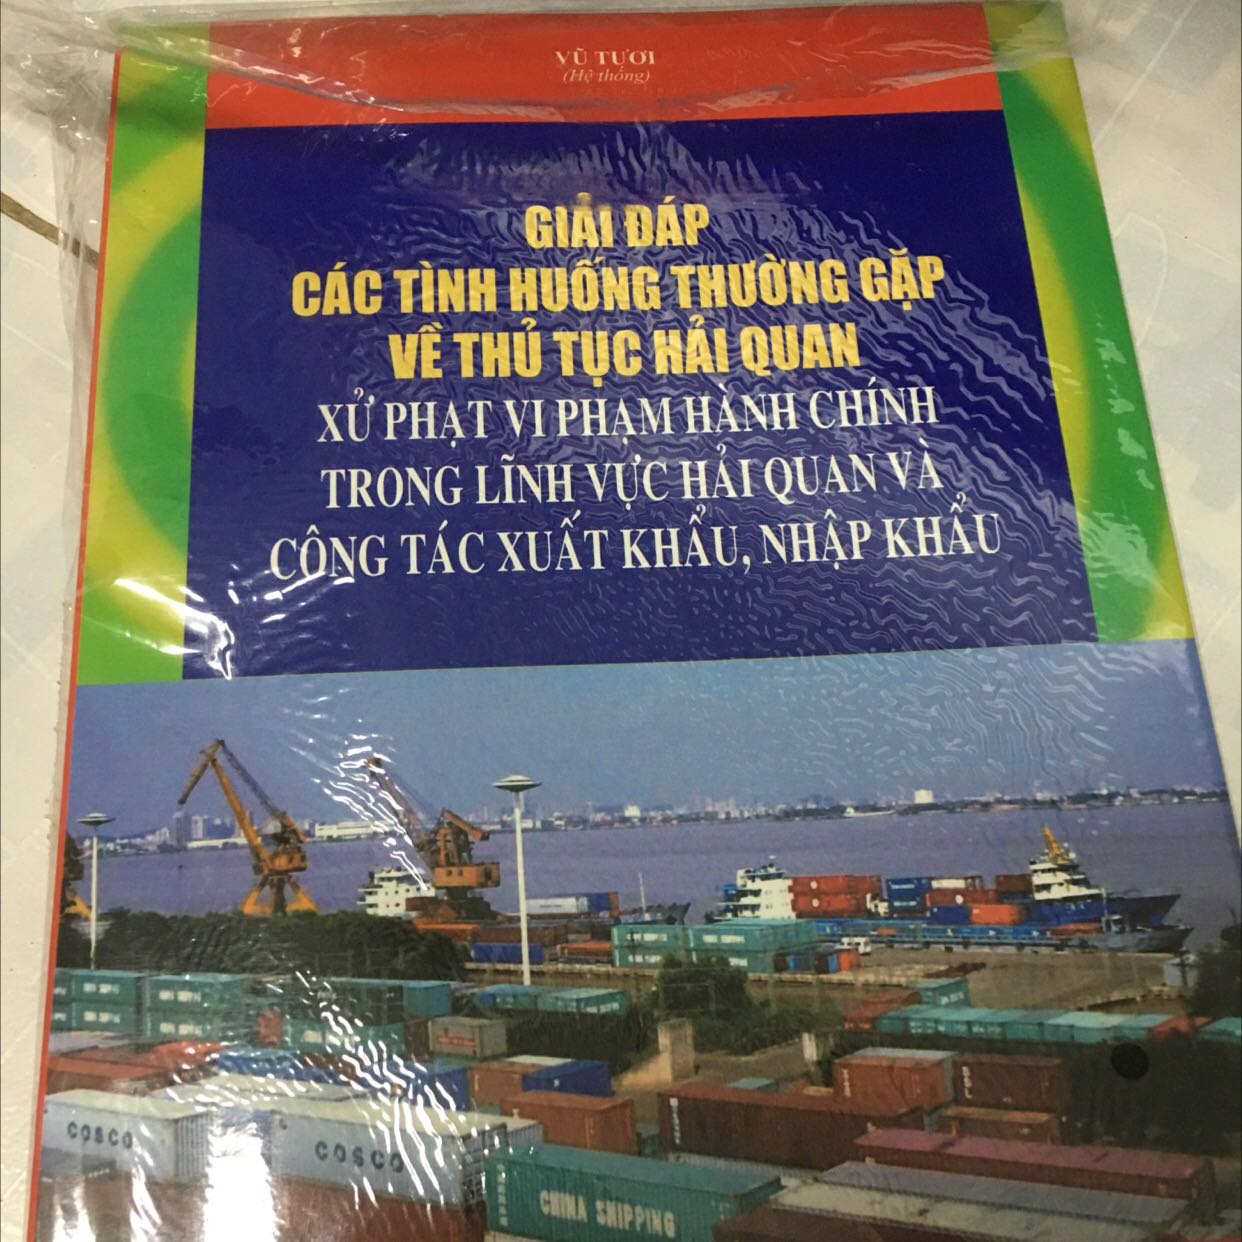 VŨ TƯƠI
(Hệ thống)
GIẢI ĐÁP
CÁC TÌNH HUỐNG THƯỜNG GẶP
VỀ THỦ TỤC HẢI QUAN
XỬ PHẠT VI PHẠM HÀNH CHÍNH
TRONG LĨNH VỰC HẢI QUAN VÀ
CÔNG TÁC XUẤT KHẨU, NHẬP KHẨU
COSCO
COSCO
CHINA SHIPPING